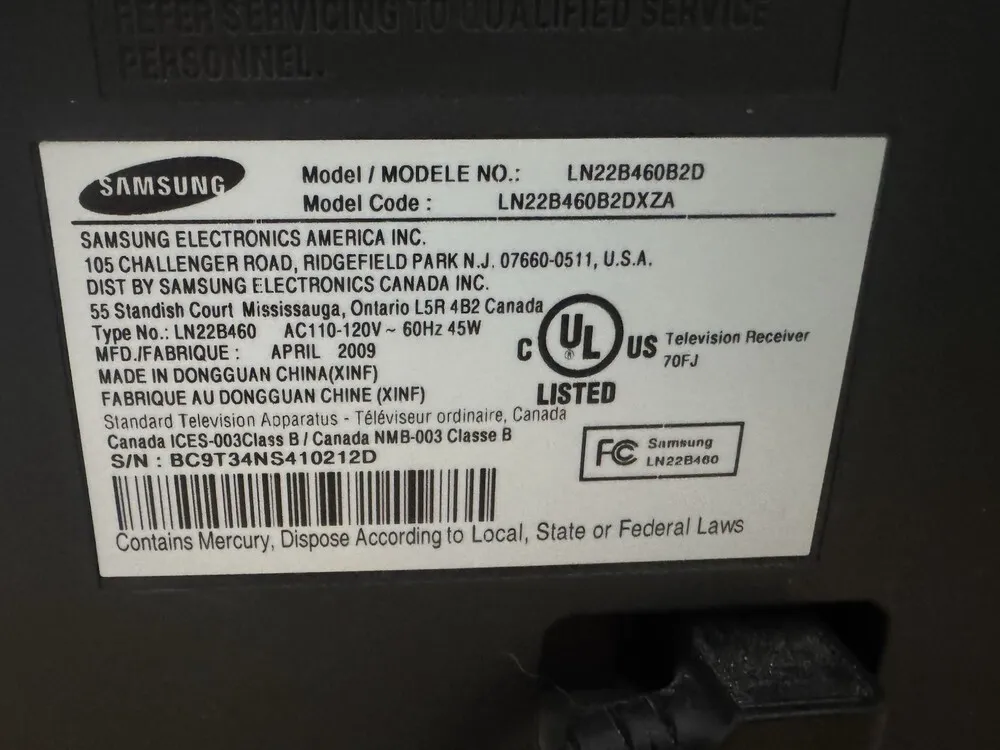 REFER SERVICING TO QUALIFIED SERVICE
PERSONNEL.
SAMSUNG
Model / MODELE NO.: LN22B460B2D
Model Code : LN22B460B2DXZA
SAMSUNG ELECTRONICS AMERICA INC.
105 CHALLENGER ROAD, RIDGEFIELD PARK N.J. 07660-0511, U.S.A.
DIST BY SAMSUNG ELECTRONICS CANADA INC.
55 Standish Court Mississauga, Ontario L5R 4B2 Canada
Type No.: LN22B460 AC110-120V ~ 60Hz 45W
MFD./FABRIQUE : APRIL 2009
MADE IN DONGGUAN CHINA(XINF)
FABRIQUE AU DONGGUAN CHINE (XINF)
C UL ® US
LISTED
Television Receiver
70FJ
Standard Television Apparatus - Téléviseur ordinaire, Canada
Canada ICES-003Class B / Canada NMB-003 Classe B
S/N : BC9T34NS410212D
FC Samsung
LN22B460
Contains Mercury, Dispose According to Local, State or Federal Laws